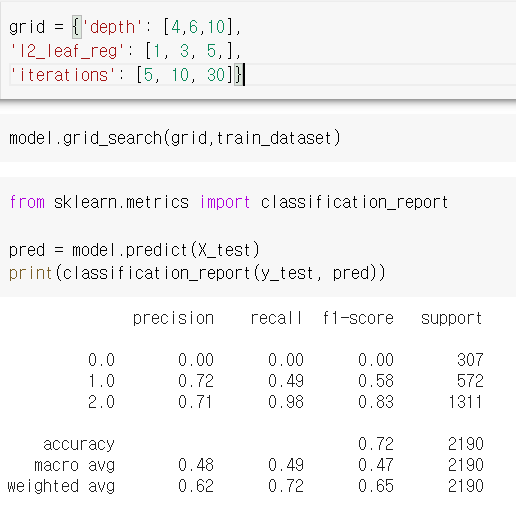 grid = {'depth': [4,6,10],
'l2_leaf_reg': [1, 3, 5,],
'iterations': [5, 10, 30]}
model.grid_search(grid,train_dataset)
from sklearn.metrics import classification_report
pred = model.predict(X_test)
print(classification_report(y_test, pred))
precision recall f1-score support
0.0 0.00 0.00 0.00 307
1.0 0.72 0.49 0.58 572
2.0 0.71 0.98 0.83 1311
accuracy 0.72 2190
macro avg 0.48 0.49 0.47 2190
weighted avg 0.62 0.72 0.65 2190